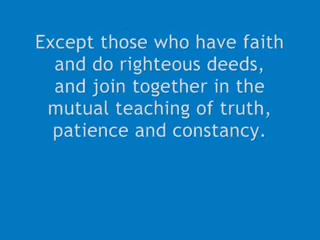 Except those who have faith
and do righteous deeds,
and join together in the
mutual teaching of truth,
patience and constancy.